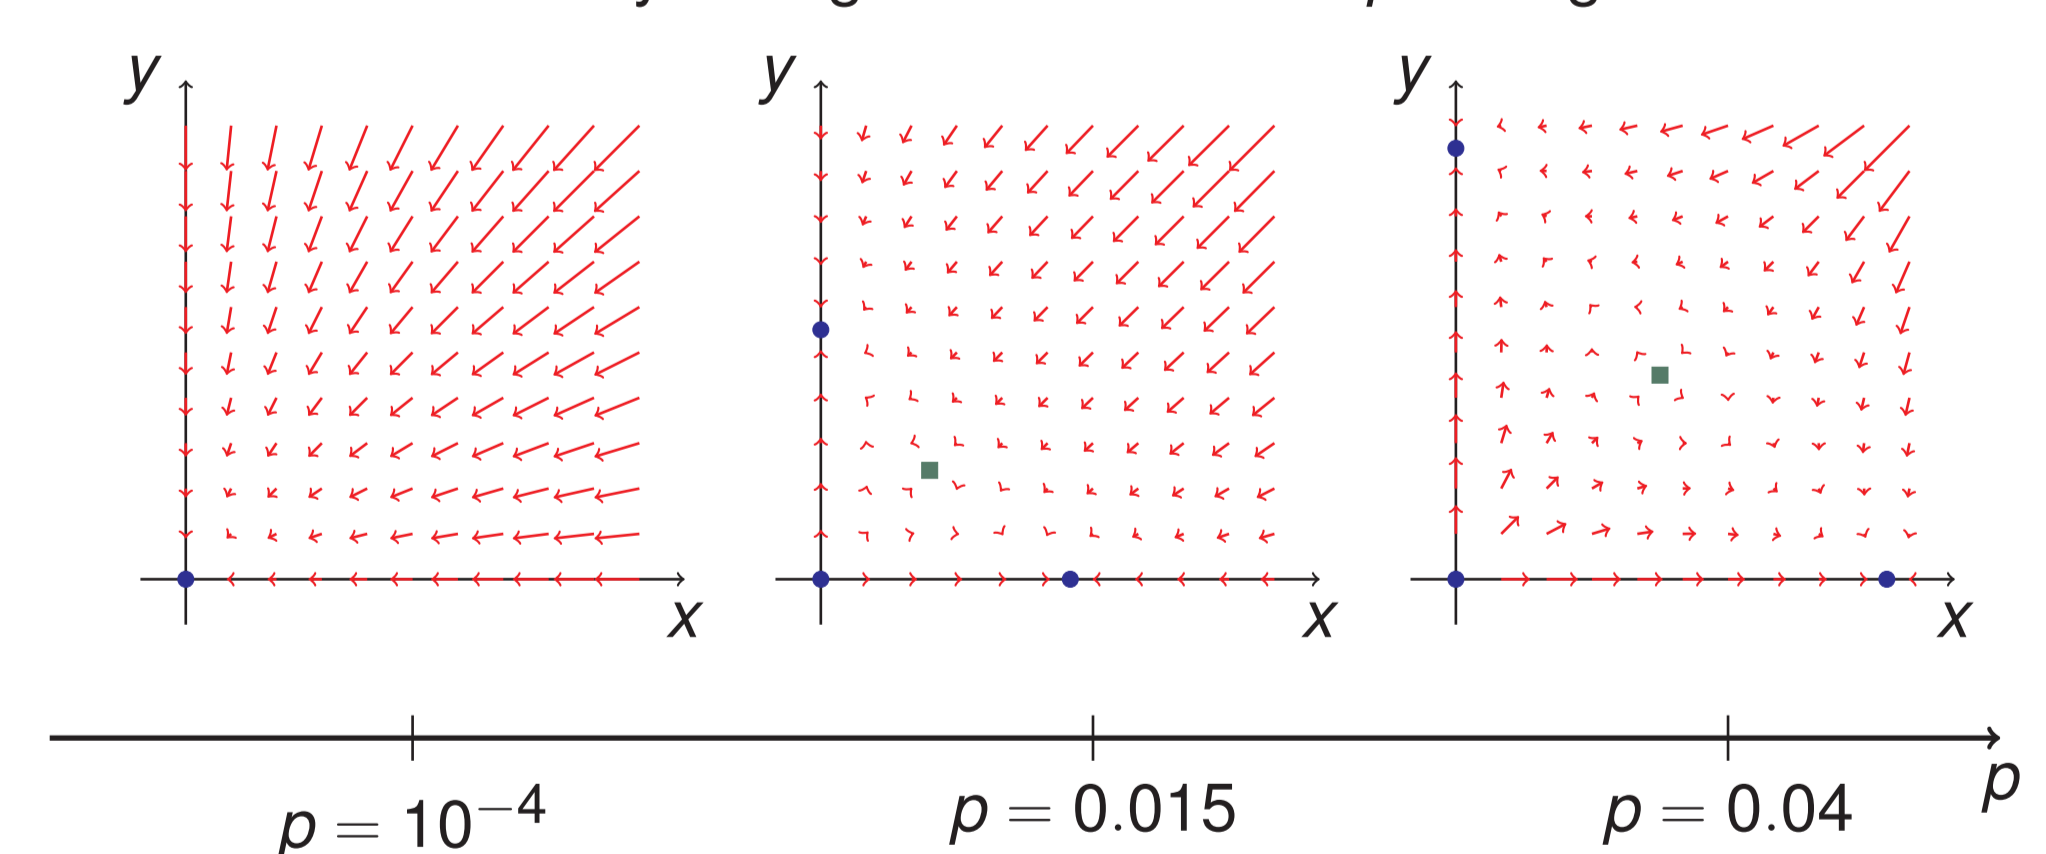 y y y
x x x
p = 10⁻⁴ p = 0.015 p = 0.04
p